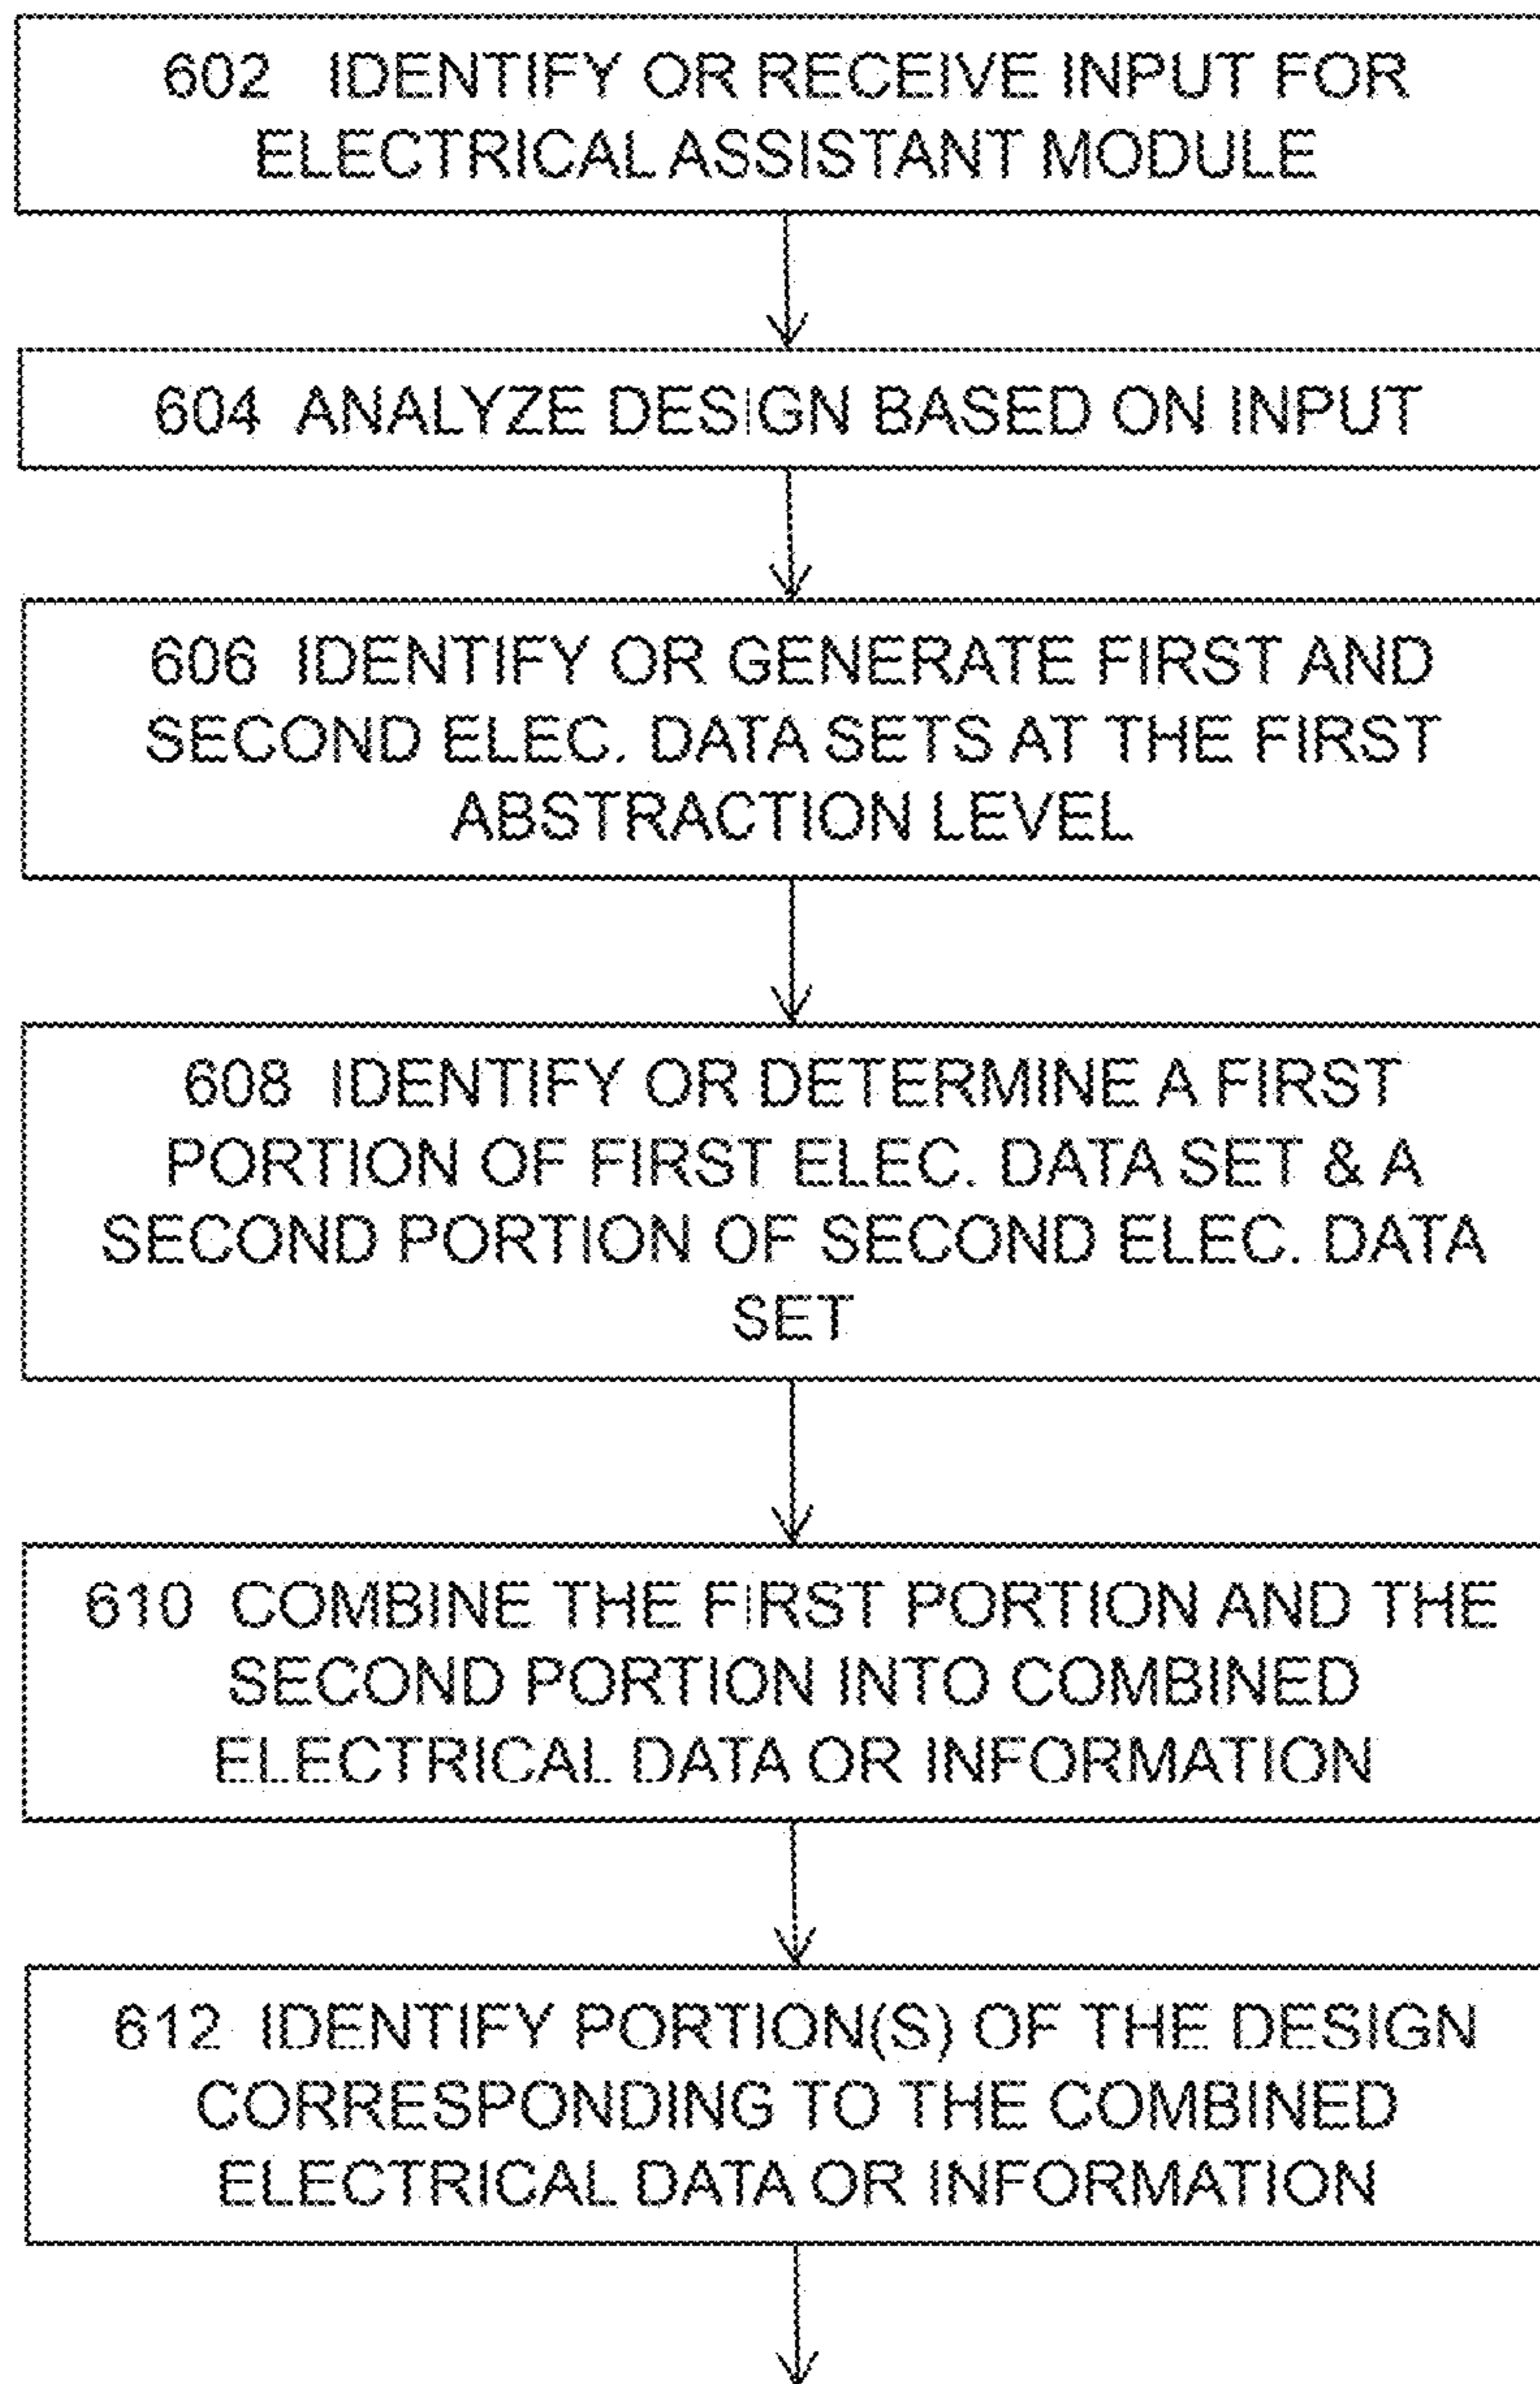 602 IDENTIFY OR RECEIVE INPUT FOR
ELECTRICAL ASSISTANT MODULE
604 ANALYZE DESIGN BASED ON INPUT
606 IDENTIFY OR GENERATE FIRST AND
SECOND ELEC. DATA SETS AT THE FIRST
ABSTRACTION LEVEL
608 IDENTIFY OR DETERMINE A FIRST
PORTION OF FIRST ELEC. DATA SET & A
SECOND PORTION OF SECOND ELEC. DATA
SET
610 COMBINE THE FIRST PORTION AND THE
SECOND PORTION INTO COMBINED
ELECTRICAL DATA OR INFORMATION
612 IDENTIFY PORTION(S) OF THE DESIGN
CORRESPONDING TO THE COMBINED
ELECTRICAL DATA OR INFORMATION